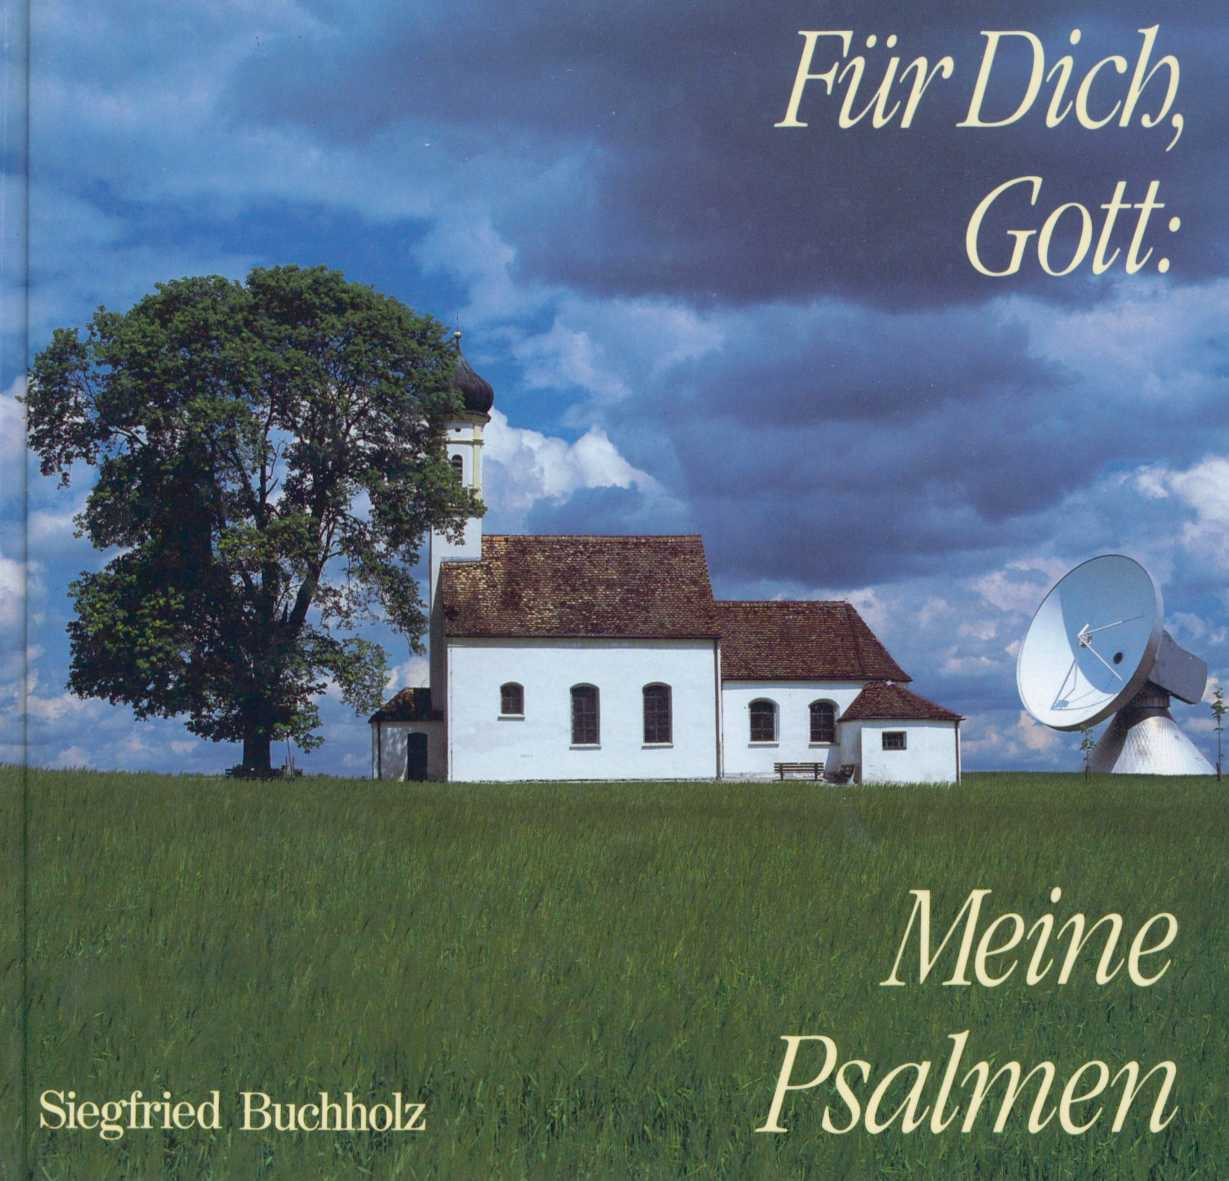 Für Dich,
Gott:
Meine
Psalmen
Siegfried Buchholz